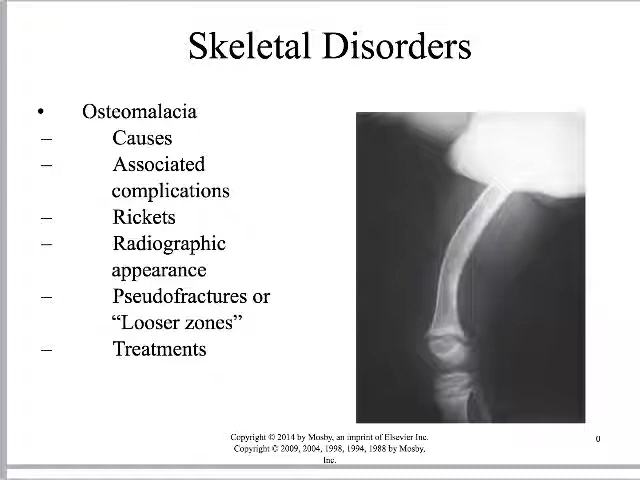 Skeletal Disorders
• Osteomalacia
– Causes
– Associated
complications
– Rickets
– Radiographic
appearance
– Pseudofractures or
“Looser zones”
– Treatments
Copyright © 2014 by Mosby, an imprint of Elsevier Inc.
Copyright © 2009, 2004, 1998, 1994, 1988 by Mosby,
Inc.
0